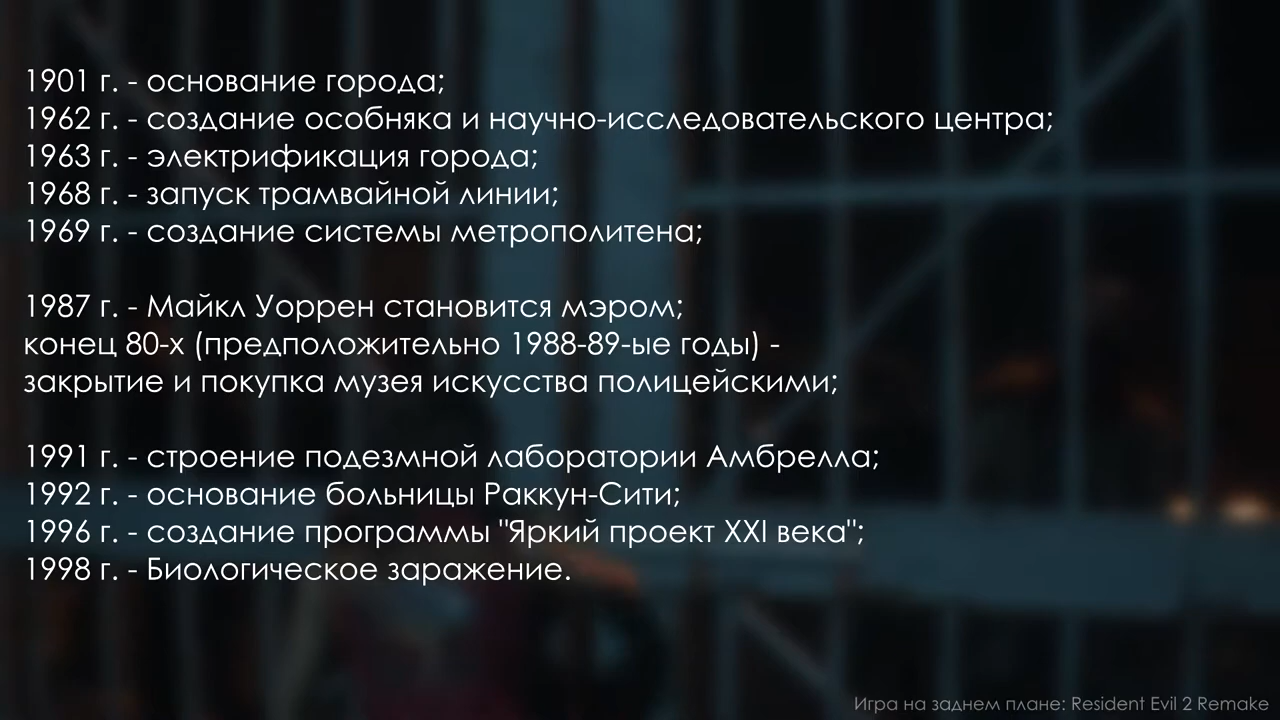 1901 г. - основание города;
1962 г. - создание особняка и научно-исследовательского центра;
1963 г. - электрификация города;
1968 г. - запуск трамвайной линии;
1969 г. - создание системы метрополитена;
1987 г. - Майкл Уоррен становится мэром;
конец 80-х (предположительно 1988-89-ые годы) -
закрытие и покупка музея искусства полицейскими;
1991 г. - строение подезмной лаборатории Амбрелла;
1992 г. - основание больницы Раккун-Сити;
1996 г. - создание программы "Яркий проект XXI века";
1998 г. - Биологическое заражение.
Игра на заднем плане: Resident Evil 2 Remake